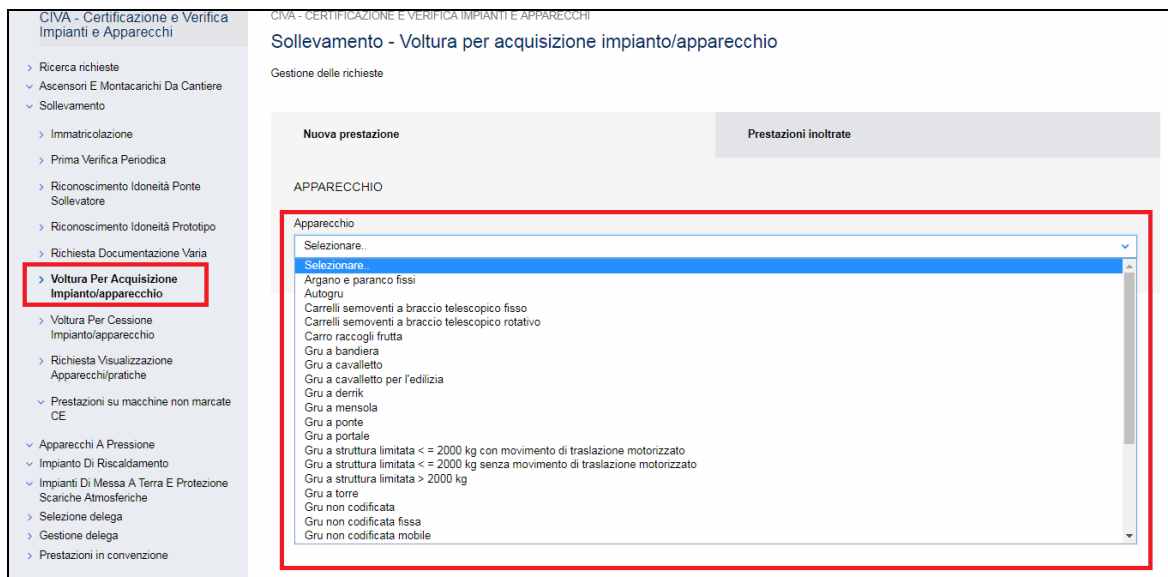 CIVA - Certificazione e Verifica
Impianti e Apparecchi
Ricerca richieste
Ascensori E Montacarichi Da Cantiere
Sollevamento
Immatricolazione
Prima Verifica Periodica
Riconoscimento Idoneità Ponte
Sollevatore
Riconoscimento Idoneità Prototipo
Richiesta Documentazione Varia
Voltura Per Acquisizione
Impianto/apparecchio
Voltura Per Cessione
Impianto/apparecchio
Richiesta Visualizzazione
Apparecchi/pratiche
Prestazioni su macchine non marcate
CE
Apparecchi A Pressione
Impianto Di Riscaldamento
Impianti Di Messa A Terra E Protezione
Scariche Atmosferiche
Selezione delega
Gestione delega
Prestazioni in convenzione
CIVA - CERTIFICAZIONE E VERIFICA IMPIANTI E APPARECCHI
Sollevamento - Voltura per acquisizione impianto/apparecchio
Gestione delle richieste
Nuova prestazione
Prestazioni inoltrate
APPARECCHIO
Apparecchio
Selezionare..
Selezionare..
Argano e paranco fissi
Autogru
Carrelli semoventi a braccio telescopico fisso
Carrelli semoventi a braccio telescopico rotativo
Carro raccogli frutta
Gru a bandiera
Gru a cavalletto
Gru a cavalletto per l'edilizia
Gru a derrik
Gru a mensola
Gru a ponte
Gru a portale
Gru a struttura limitata < = 2000 kg con movimento di traslazione motorizzato
Gru a struttura limitata < = 2000 kg senza movimento di traslazione motorizzato
Gru a struttura limitata > 2000 kg
Gru a torre
Gru non codificata
Gru non codificata fissa
Gru non codificata mobile